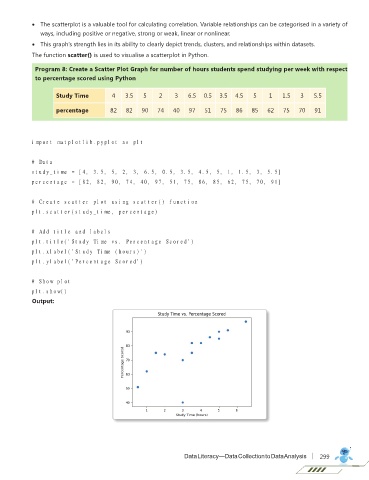 • The scatterplot is a valuable tool for calculating correlation. Variable relationships can be categorised in a variety of
ways, including positive or negative, strong or weak, linear or nonlinear.
• This graph's strength lies in its ability to clearly depict trends, clusters, and relationships within datasets.
The function scatter() is used to visualise a scatterplot in Python.
Program 8: Create a Scatter Plot Graph for number of hours students spend studying per week with respect
to percentage scored using Python
Study Time 4 3.5 5 2 3 6.5 0.5 3.5 4.5 5 1 1.5 3 5.5
percentage 82 82 90 74 40 97 51 75 86 85 62 75 70 91
import matplotlib.pyplot as plt
# Data
study_time = [4, 3.5, 5, 2, 3, 6.5, 0.5, 3.5, 4.5, 5, 1, 1.5, 3, 5.5]
percentage = [82, 82, 90, 74, 40, 97, 51, 75, 86, 85, 62, 75, 70, 91]
# Create scatter plot using scatter() function
plt.scatter(study_time, percentage)
# Add title and labels
plt.title('Study Time vs. Percentage Scored')
plt.xlabel('Study Time (hours)')
plt.ylabel('Percentage Scored')
# Show plot
plt.show()
Output:
Study Time vs. Percentage Scored
90
80
70
60
50
40
Percentage Scored
1 2 3 4 5 6
Study Time (hours)
Data Literacy—Data Collection to Data Analysis | 299